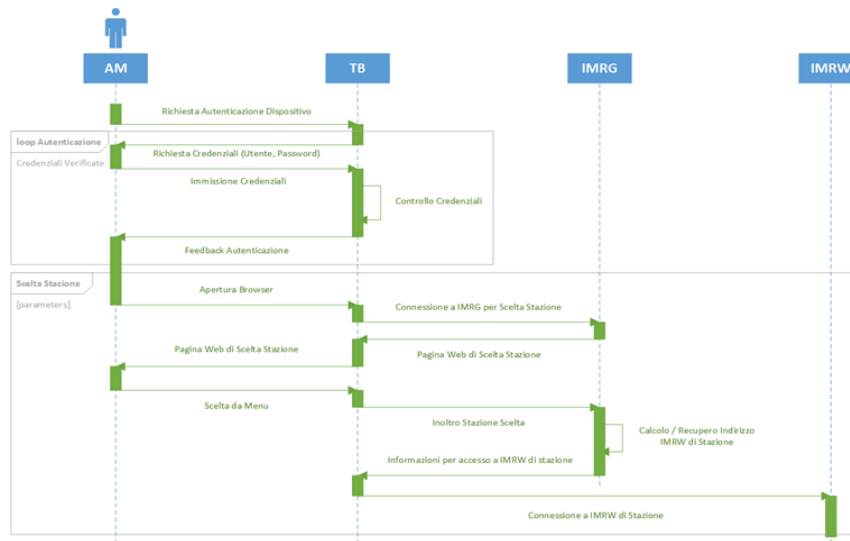 AM
TB
IMRG
IMRW
Richiesta Autenticazione Dispositivo
loop Autenticazione
Richiesta Credenziali (Utente, Password)
Credenziali Verificate
Immissione Credenziali
Controllo Credenziali
Feedback Autenticazione
Scelta Stazione
Apertura Browser
[parameters]
Connessione a IMRG per Scelta Stazione
Pagina Web di Scelta Stazione
Pagina Web di Scelta Stazione
Scelta da Menu
Inoltro Stazione Scelta
Calcolo / Recupero Indirizzo
IMRW di Stazione
Informazioni per accesso a IMRW di stazione
Connessione a IMRW di Stazione